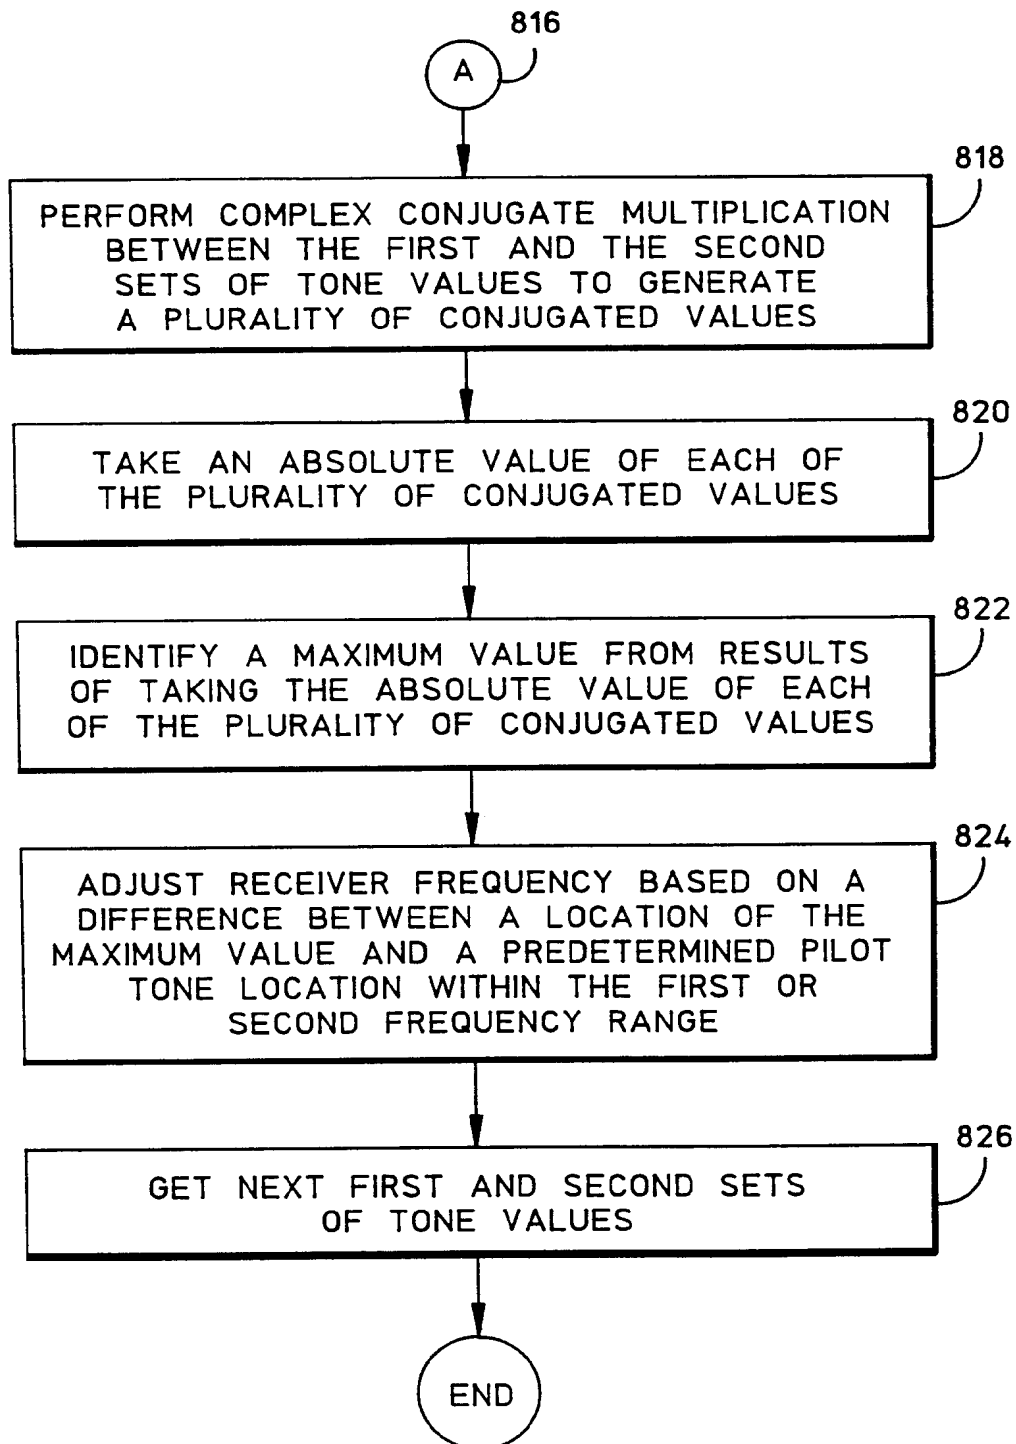 816
A
818
PERFORM COMPLEX CONJUGATE MULTIPLICATION
BETWEEN THE FIRST AND THE SECOND
SETS OF TONE VALUES TO GENERATE
A PLURALITY OF CONJUGATED VALUES
820
TAKE AN ABSOLUTE VALUE OF EACH OF
THE PLURALITY OF CONJUGATED VALUES
822
IDENTIFY A MAXIMUM VALUE FROM RESULTS
OF TAKING THE ABSOLUTE VALUE OF EACH
OF THE PLURALITY OF CONJUGATED VALUES
824
ADJUST RECEIVER FREQUENCY BASED ON A
DIFFERENCE BETWEEN A LOCATION OF THE
MAXIMUM VALUE AND A PREDETERMINED PILOT
TONE LOCATION WITHIN THE FIRST OR
SECOND FREQUENCY RANGE
826
GET NEXT FIRST AND SECOND SETS
OF TONE VALUES
END